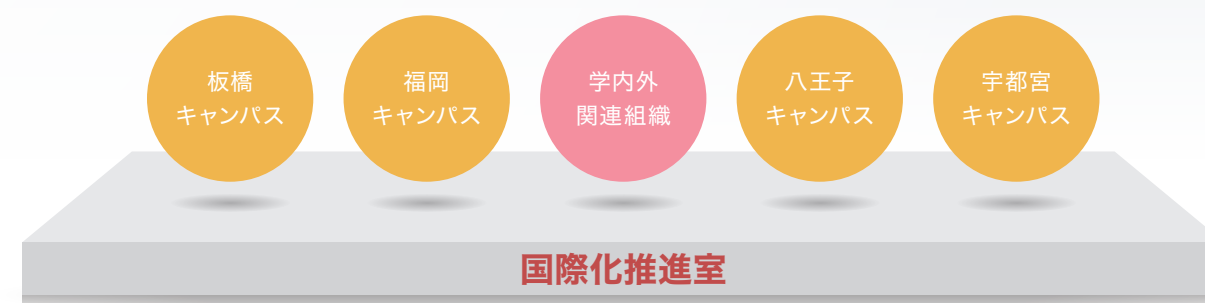 板橋
キャンパス
福岡
キャンパス
学内外
関連組織
八王子
キャンパス
宇都宮
キャンパス
国際化推進室